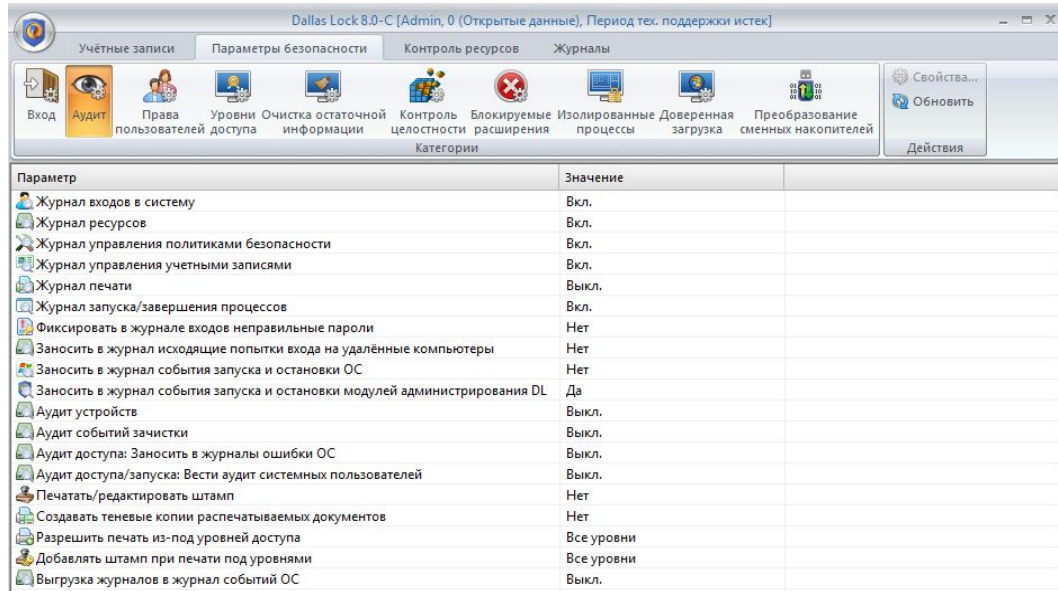 Dallas Lock 8.0-C [Admin, 0 (Открытые данные), Период тех. поддержки истек]
Учётные записи Параметры безопасности Контроль ресурсов Журналы
Вход
Аудит
Права
пользователей
Уровни
доступа
Очистка остаточной
информации
Контроль
целостности
Блокируемые
расширения
Изолированные
процессы
Доверенная
загрузка
Преобразование
сменных накопителей
Категории
Свойства...
Обновить
Действия
Параметр Значение
Журнал входов в систему Вкл.
Журнал ресурсов Вкл.
Журнал управления политиками безопасности Вкл.
Журнал управления учетными записями Вкл.
Журнал печати Выкл.
Журнал запуска/завершения процессов Вкл.
Фиксировать в журнале входов неправильные пароли Нет
Заносить в журнал исходящие попытки входа на удалённые компьютеры Нет
Заносить в журнал события запуска и остановки ОС Нет
Заносить в журнал события запуска и остановки модулей администрирования DL Да
Аудит устройств Выкл.
Аудит событий зачистки Выкл.
Аудит доступа: Заносить в журналы ошибки ОС Выкл.
Аудит доступа/запуска: Вести аудит системных пользователей Выкл.
Печатать/редактировать штамп Нет
Создавать теневые копии распечатываемых документов Нет
Разрешить печать из-под уровней доступа Все уровни
Добавлять штамп при печати под уровнями Все уровни
Выгрузка журналов в журнал событий ОС Выкл.